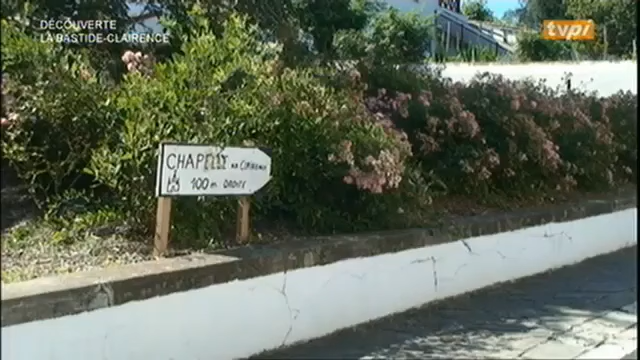 DÉCOUVERTE
LA BASTIDE-CLAIRENCE
tvpi
CHAPELLE
100 m DROITE